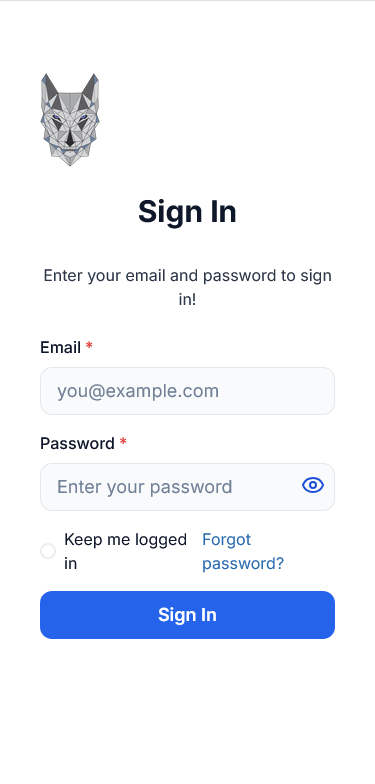 Sign In
Enter your email and password to sign
in!
Email *
you@example.com
Password *
Enter your password
Keep me logged
in
Forgot
password?
Sign In